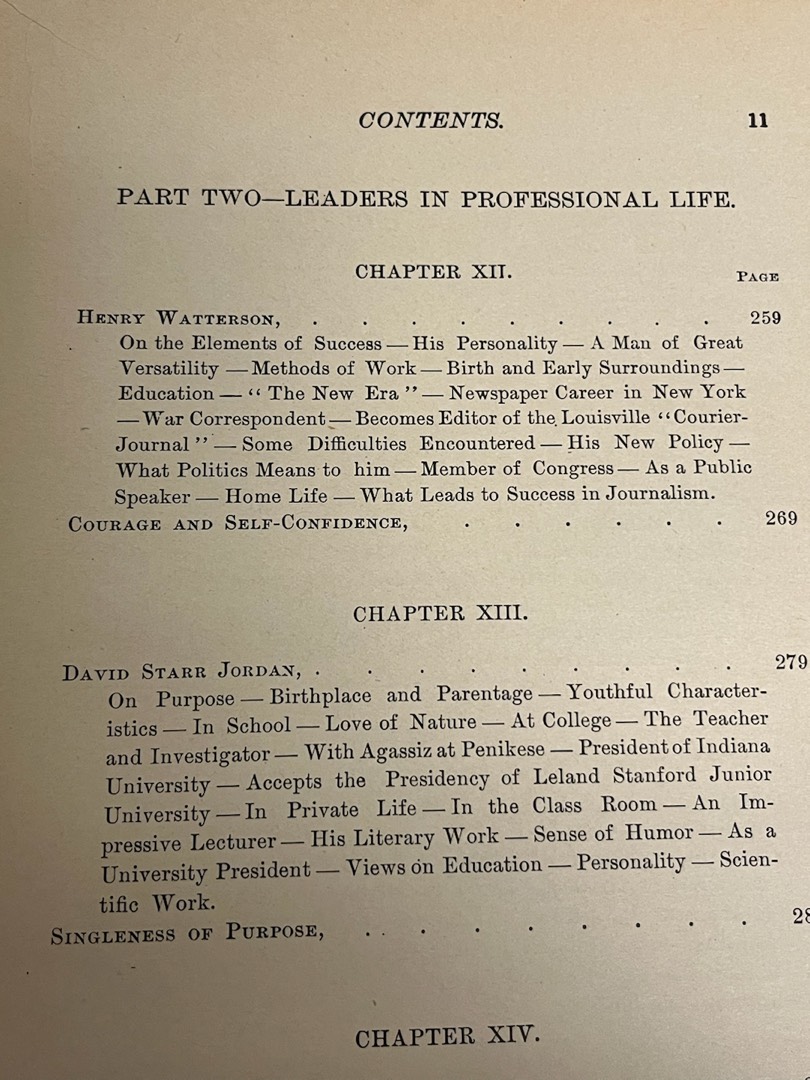 CONTENTS. 11
PART TWO—LEADERS IN PROFESSIONAL LIFE.
CHAPTER XII.
PAGE
HENRY WATTERSON, . . . . . . . . . 259
On the Elements of Success — His Personality — A Man of Great
Versatility — Methods of Work — Birth and Early Surroundings —
Education — “ The New Era ” — Newspaper Career in New York
— War Correspondent — Becomes Editor of the Louisville “Courier-
Journal ” — Some Difficulties Encountered — His New Policy —
What Politics Means to him — Member of Congress — As a Public
Speaker — Home Life — What Leads to Success in Journalism.
COURAGE AND SELF-CONFIDENCE, . . . . . . 269
CHAPTER XIII.
DAVID STARR JORDAN, . . . . . . . . . 279
On Purpose — Birthplace and Parentage — Youthful Character-
istics — In School — Love of Nature — At College — The Teacher
and Investigator — With Agassiz at Penikese — President of Indiana
University — Accepts the Presidency of Leland Stanford Junior
University — In Private Life — In the Class Room — An Im-
pressive Lecturer — His Literary Work — Sense of Humor — As a
University President — Views on Education — Personality — Scien-
tific Work.
SINGLENESS OF PURPOSE, . . . . . . . .
CHAPTER XIV.